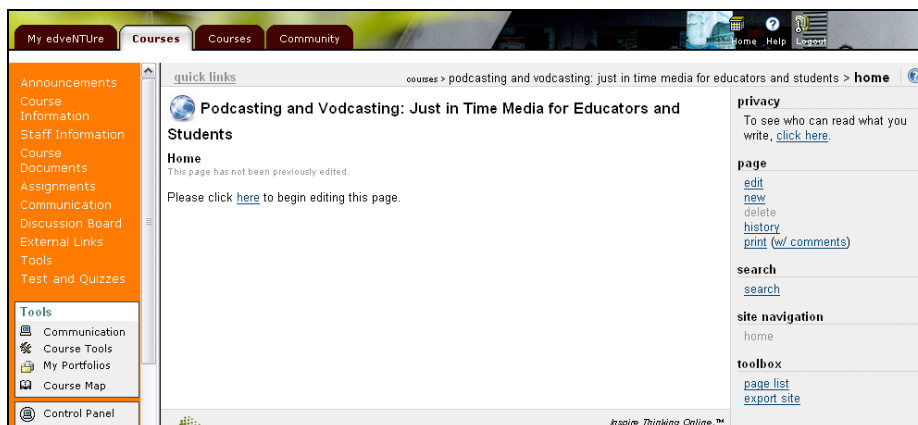 My edveNTUre
Courses
Courses
Community
Home
Help
Logout
Announcements
Course
Information
Staff Information
Course
Documents
Assignments
Communication
Discussion Board
External Links
Tools
Test and Quizzes
Tools
Communication
Course Tools
My Portfolios
Course Map
Control Panel
quick links
courses > podcasting and vodcasting: just in time media for educators and students > home
Podcasting and Vodcasting: Just in Time Media for Educators and
Students
Home
This page has not been previously edited.
Please click here to begin editing this page.
Inspire Thinking Online.™
privacy
To see who can read what you
write, click here.
page
edit
new
delete
history
print (w/ comments)
search
search
site navigation
home
toolbox
page list
export site